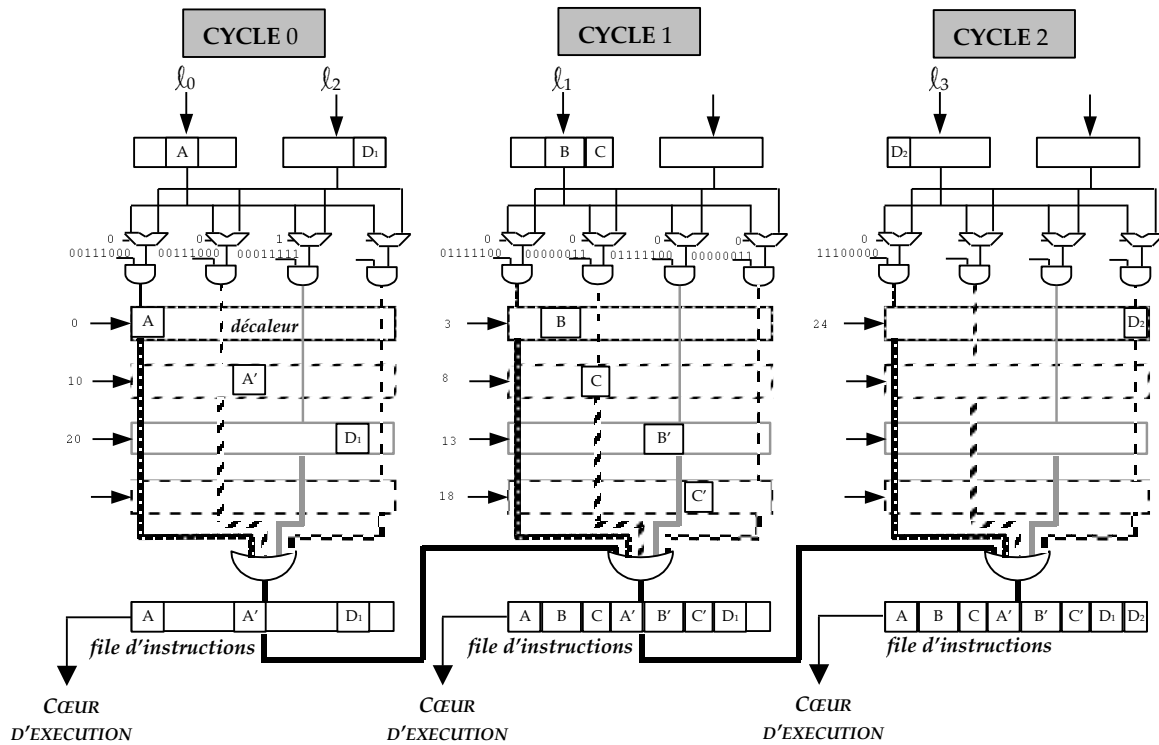 CYCLE 0 CYCLE 1 CYCLE 2
ℓ0 ℓ2 ℓ1 ℓ3
A D1 B C D2
0 0 1 0 0 0 0 0
00111000 00111000 00011111 01111100 00000011 01111100 00000011 11100000
0 A décaleur 3 B 24 D2
10 A' 8 C
20 D1 13 B'
18 C'
A A' D1 A B C A' B' C' D1 A B C A' B' C' D1 D2
file d'instructions file d'instructions file d'instructions
CŒUR CŒUR CŒUR
D'EXECUTION D'EXECUTION D'EXECUTION